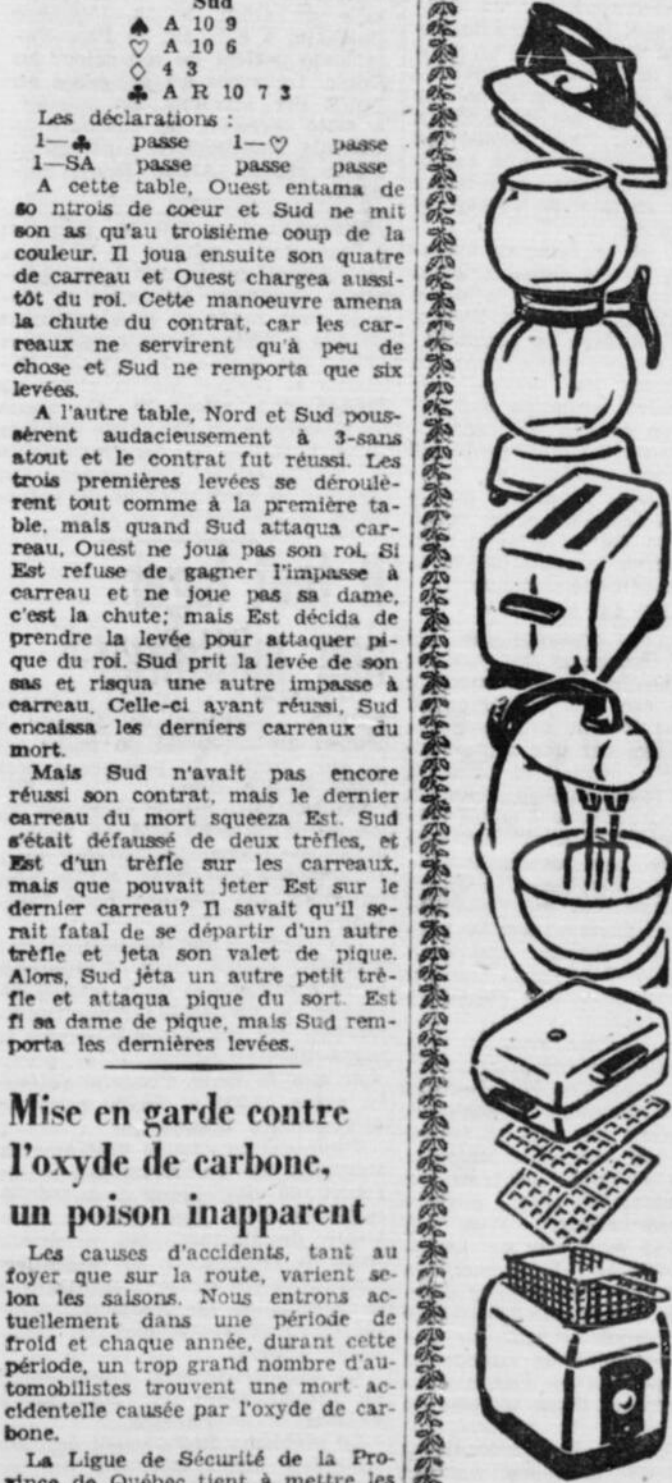 Sud
♠ A 10 9
♡ A 10 6
♢ 4 3
♣ A R 10 7 3
Les déclarations :
1—♣ passe 1—♡ passe
1—SA passe passe passe
A cette table, Ouest entama de
so ntrois de coeur et Sud ne mit
son as qu'au troisième coup de la
couleur. Il joua ensuite son quatre
de carreau et Ouest chargea aussi-
tôt du roi. Cette manoeuvre amena
la chute du contrat, car les car-
reaux ne servirent qu'à peu de
chose et Sud ne remporta que six
levées.
A l'autre table, Nord et Sud pous-
sèrent audacieusement à 3-sans
atout et le contrat fut réussi. Les
trois premières levées se déroulè-
rent tout comme à la première ta-
ble, mais quand Sud attaqua car-
reau, Ouest ne joua pas son roi. Si
Est refuse de gagner l'impasse à
carreau et ne joue pas sa dame,
c'est la chute; mais Est décida de
prendre la levée pour attaquer pi-
que du roi. Sud prit la levée de son
sas et risqua une autre impasse à
carreau. Celle-ci ayant réussi, Sud
encaissa les derniers carreaux du
mort.
Mais Sud n'avait pas encore
réussi son contrat, mais le dernier
carreau du mort squeeza Est. Sud
s'était défaussé de deux trèfles, et
Est d'un trèfle sur les carreaux,
mais que pouvait jeter Est sur le
dernier carreau? Il savait qu'il se-
rait fatal de se départir d'un autre
trèfle et jeta son valet de pique.
Alors, Sud jèta un autre petit trè-
fle et attaqua pique du sort. Est
fi sa dame de pique, mais Sud rem-
porta les dernières levées.
Mise en garde contre
l'oxyde de carbone,
un poison inapparent
Les causes d'accidents, tant au
foyer que sur la route, varient se-
lon les saisons. Nous entrons ac-
tuellement dans une période de
froid et chaque année, durant cette
période, un trop grand nombre d'au-
tomobilistes trouvent une mort ac-
cidentelle causée par l'oxyde de car-
bone.
La Ligue de Sécurité de la Pro-
vince de Québec tient à mettre les